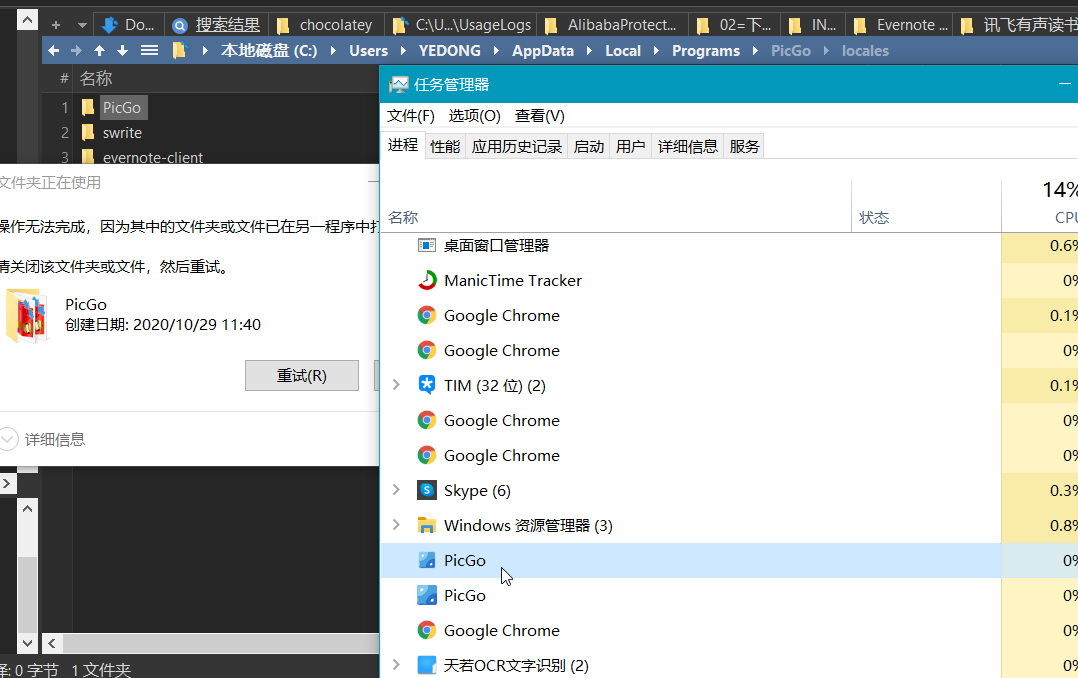 + Do... 搜索结果 chocolatey C:\U...\UsageLogs AlibabaProtect... 02=下... IN... Evernote ... 讯飞有声读书
本地磁盘 (C:) Users YEDONG AppData Local Programs PicGo locales
# 名称
1 PicGo
2 swrite
3 evernote-client
文件夹正在使用
操作无法完成，因为其中的文件夹或文件已在另一程序中打
请关闭该文件夹或文件，然后重试。
PicGo
创建日期: 2020/10/29 11:40
重试(R)
详细信息
译: 0 字节 1 文件夹
任务管理器
文件(F) 选项(O) 查看(V)
进程 性能 应用历史记录 启动 用户 详细信息 服务
14%
名称 状态 CPU
桌面窗口管理器 0.6%
ManicTime Tracker 0%
Google Chrome 0.1%
Google Chrome 0%
TIM (32 位) (2) 0.1%
Google Chrome 0%
Google Chrome 0%
Skype (6) 0.3%
Windows 资源管理器 (3) 0.8%
PicGo 0%
PicGo 0%
Google Chrome 0%
天若OCR文字识别 (2) 0%